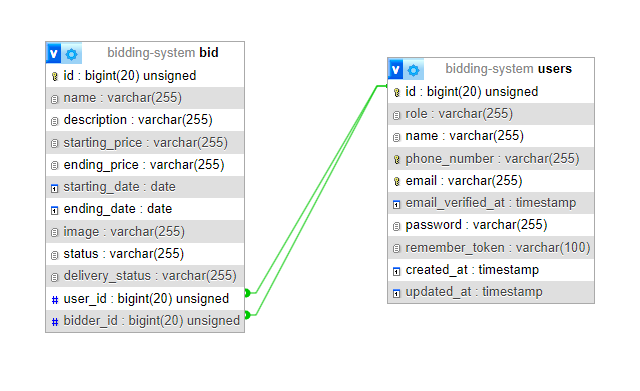 v bidding-system bid
id : bigint(20) unsigned
name : varchar(255)
description : varchar(255)
starting_price : varchar(255)
ending_price : varchar(255)
starting_date : date
ending_date : date
image : varchar(255)
status : varchar(255)
delivery_status : varchar(255)
# user_id : bigint(20) unsigned
# bidder_id : bigint(20) unsigned
v bidding-system users
id : bigint(20) unsigned
role : varchar(255)
name : varchar(255)
phone_number : varchar(255)
email : varchar(255)
email_verified_at : timestamp
password : varchar(255)
remember_token : varchar(100)
created_at : timestamp
updated_at : timestamp